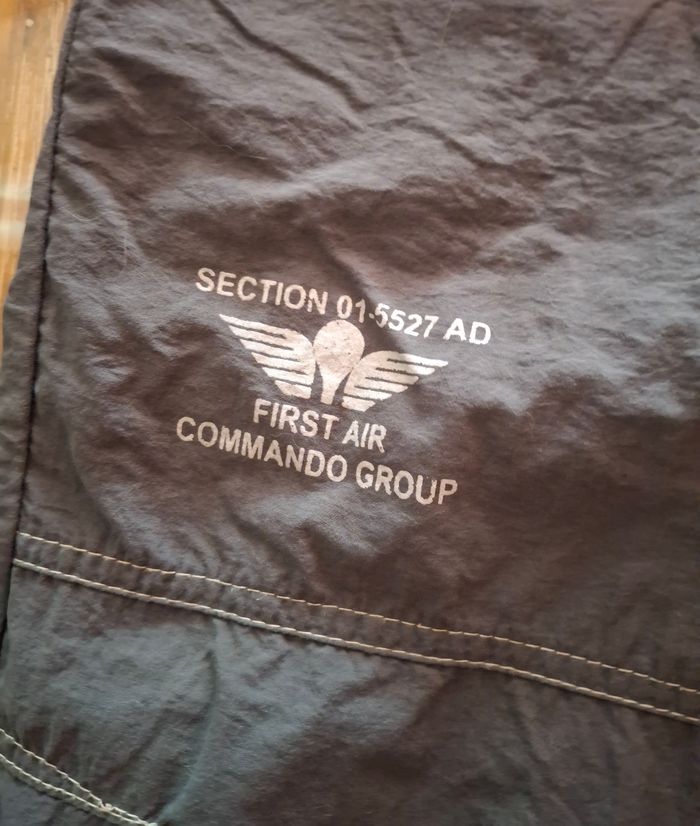 SECTION 01-5527 AD
FIRST AIR
COMMANDO GROUP